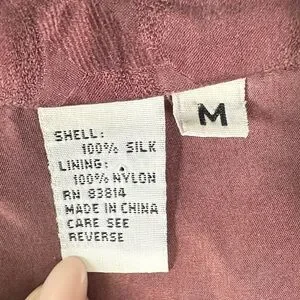 SHELL:
100% SILK
LINING:
100% NYLON
RN 83814
MADE IN CHINA
CARE SEE
REVERSE
M